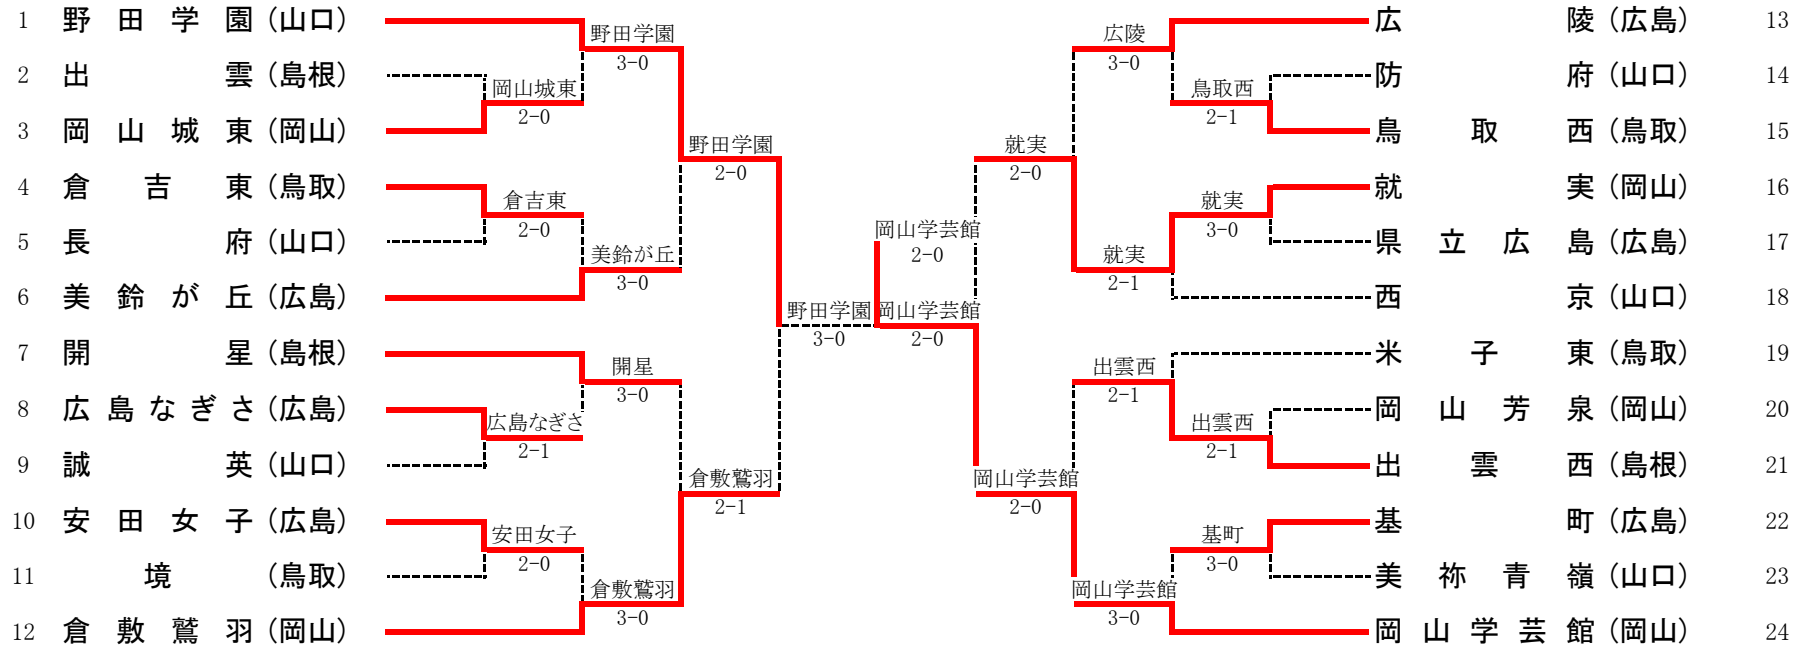 1 野田学園（山口）
2 出雲（島根）
3 岡山城東（岡山）
4 倉吉東（鳥取）
5 長府（山口）
6 美鈴が丘（広島）
7 開星（島根）
8 広島なぎさ（広島）
9 誠英（山口）
10 安田女子（広島）
11 境（鳥取）
12 倉敷鷲羽（岡山）
岡山城東
2-0
倉吉東
2-0
広島なぎさ
2-1
安田女子
2-0
野田学園
3-0
美鈴が丘
3-0
開星
3-0
倉敷鷲羽
3-0
野田学園
2-0
倉敷鷲羽
2-1
野田学園
3-0
岡山学芸館
2-0
岡山学芸館
2-0
就実
2-0
岡山学芸館
2-0
広陵
3-0
就実
2-1
出雲西
2-1
岡山学芸館
3-0
鳥取西
2-1
就実
3-0
出雲西
2-1
基町
3-0
広陵（広島） 13
防府（山口） 14
鳥取西（鳥取） 15
就実（岡山） 16
県立広島（広島） 17
西京（山口） 18
米子東（鳥取） 19
岡山芳泉（岡山） 20
出雲西（島根） 21
基町（広島） 22
美祢青嶺（山口） 23
岡山学芸館（岡山） 24